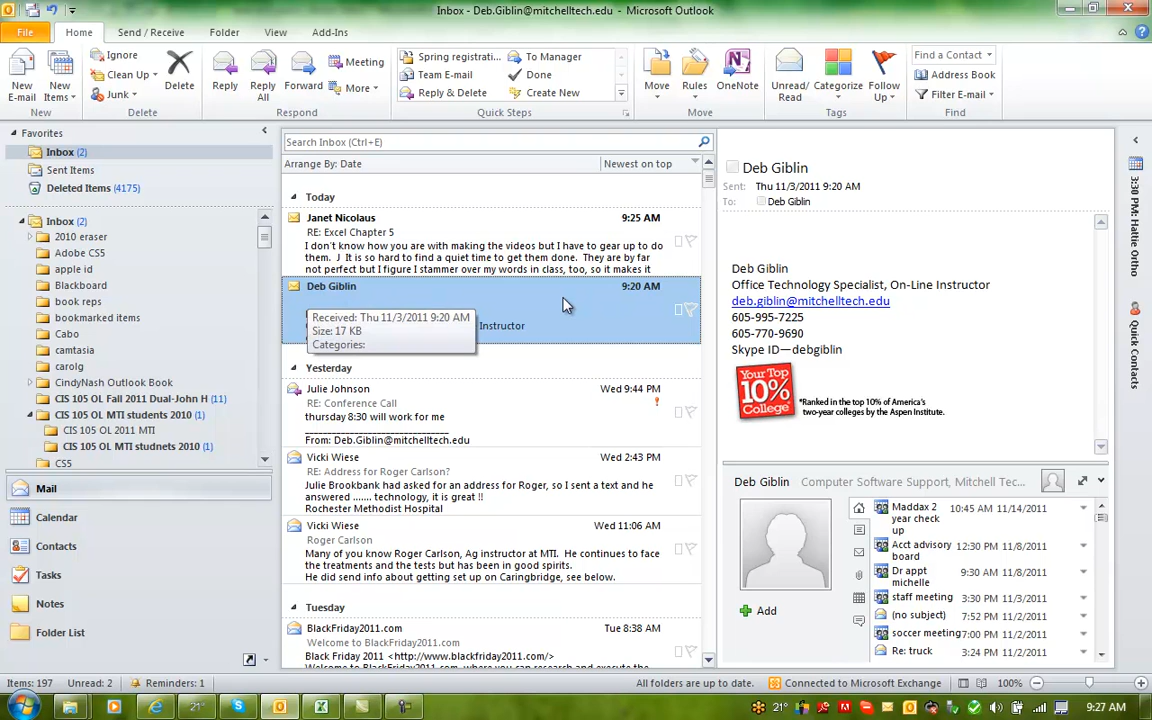 Inbox - Deb.Giblin@mitchelltech.edu - Microsoft Outlook
File Home Send / Receive Folder View Add-Ins
New E-mail
New Items
New
Ignore
Clean Up
Junk
Delete
Delete
Reply
Reply All
Forward
Meeting
More
Respond
Spring registrati...
Team E-mail
Reply & Delete
To Manager
Done
Create New
Quick Steps
Move
Rules
OneNote
Move
Unread/ Read
Categorize
Follow Up
Tags
Find a Contact
Address Book
Filter E-mail
Find
Favorites
Inbox (2)
Sent Items
Deleted Items (4175)
Inbox (2)
2010 eraser
Adobe CS5
apple id
Blackbery
book reps
bookmarked items
Cabo
camtasia
carolg
CindyNash Outlook Book
CIS 105 OL Fall 2011 Dual-John H (11)
CIS 105 OL MTI students 2010 (1)
CIS 105 OL 2011 MTI
CIS 105 OL MTI studnets 2010 (1)
CS5
Mail
Calendar
Contacts
Tasks
Notes
Folder List
Search Inbox (Ctrl+E)
Arrange By: Date Newest on top
Today
Janet Nicolaus 9:25 AM
RE: Excel Chapter 5
I don't know how you are with making the videos but I have to gear up to do
them. J It is so hard to find a quiet time to get them done. They are by far
not perfect but I figure I stammer over my words in class, too, so it makes it
Deb Giblin 9:20 AM
Instructor
Received: Thu 11/3/2011 9:20 AM
Size: 17 KB
Categories:
Yesterday
Julie Johnson Wed 9:44 PM
RE: Conference Call
thursday 8:30 will work for me
From: Deb.Giblin@mitchelltech.edu
Vicki Wiese Wed 2:43 PM
RE: Address for Roger Carlson?
Julie Brookbank had asked for an address for Roger, so I sent a text and he
answered ....... technology, it is great !!
Rochester Methodist Hospital
Vicki Wiese Wed 11:06 AM
Roger Carlson
Many of you know Roger Carlson, Ag instructor at MTI. He continues to face
the treatments and the tests but has been in good spirits.
He did send info about getting set up on Caringbridge, see below.
Tuesday
BlackFriday2011.com Tue 8:38 AM
Welcome to BlackFriday2011.com
Black Friday 2011 <http://www.blackfriday2011.com/>
Welcome to BlackFriday2011.com, where you can research and execute the
Deb Giblin
Sent: Thu 11/3/2011 9:20 AM
To: Deb Giblin
Deb Giblin
Office Technology Specialist, On-Line Instructor
deb.giblin@mitchelltech.edu
605-995-7225
605-770-9690
Skype ID—debgiblin
Your Top
10%
College*
*Ranked in the top 10% of America's
two-year colleges by the Aspen Institute.
Deb Giblin Computer Software Support, Mitchell Tec...
Add
Maddax 2 year check up 10:45 AM 11/14/2011
Acct advisory board 12:30 PM 11/8/2011
Dr appt michelle 9:30 AM 11/8/2011
staff meeting 3:30 PM 11/3/2011
(no subject) 7:52 PM 11/2/2011
soccer meeting 7:00 PM 11/2/2011
Re: truck 3:24 PM 11/2/2011
3:30 PM: Hattie Ortho
Quick Contacts
Items: 197 Unread: 2 Reminders: 1 All folders are up to date. Connected to Microsoft Exchange 100%
21° 21° 9:27 AM